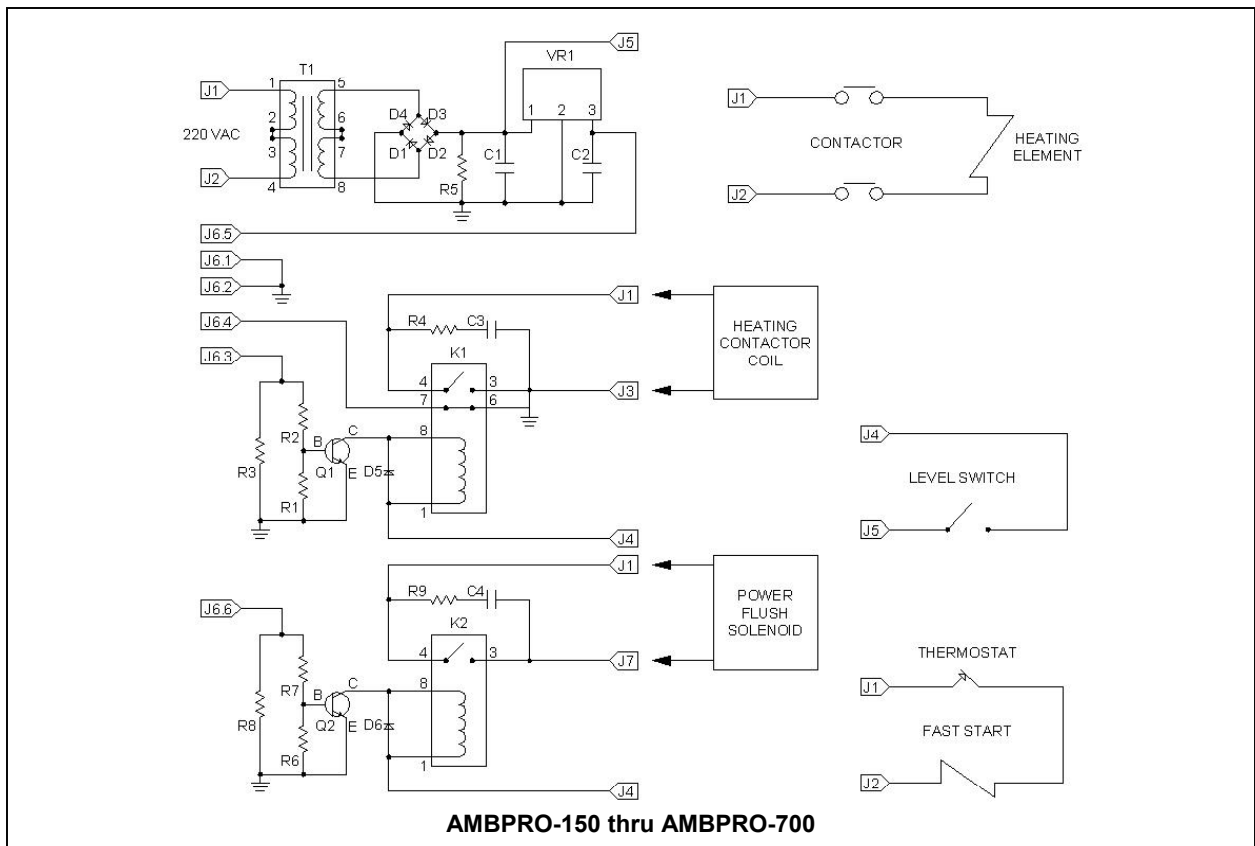 J5
T1
VR1
J1
1
5
2
6
220 VAC
3
7
J2
4
8
D4
D3
D1
D2
R5
C1
1
2
3
C2
J1
CONTACTOR
HEATING
ELEMENT
J2
J6.5
J6.1
J6.2
J6.4
J6.3
J1
R4
C3
K1
4
3
7
6
J3
HEATING
CONTACTOR
COIL
R3
R2
B
C
Q1
E
R1
D5
8
1
J4
J4
LEVEL SWITCH
J5
J1
R9
C4
K2
4
3
J7
POWER
FLUSH
SOLENOID
J6.6
R8
R7
B
C
Q2
E
R6
D6
8
1
J4
THERMOSTAT
J1
FAST START
J2
AMBPRO-150 thru AMBPRO-700